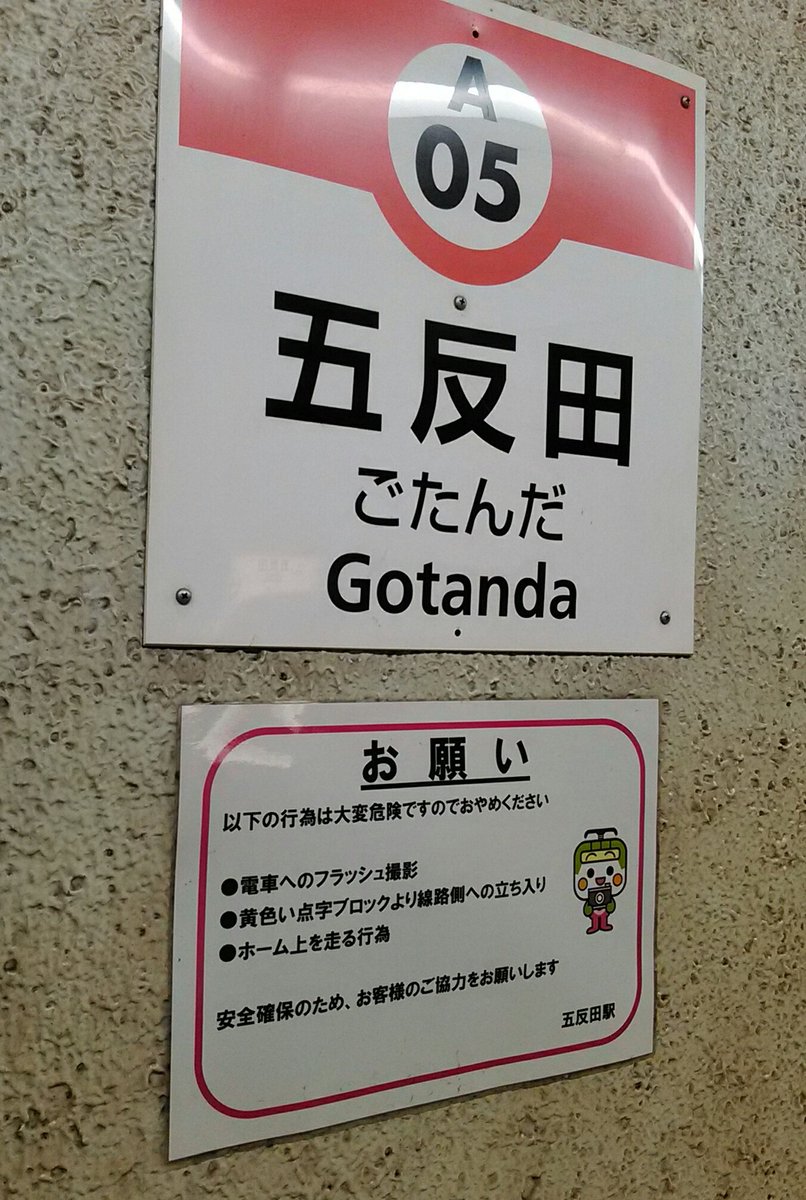 A
05
五反田
ごたんだ
Gotanda
お願い
以下の行為は大変危険ですのでおやめください
●電車へのフラッシュ撮影
●黄色い点字ブロックより線路側への立ち入り
●ホーム上を走る行為
安全確保のため、お客様のご協力をお願いします
五反田駅